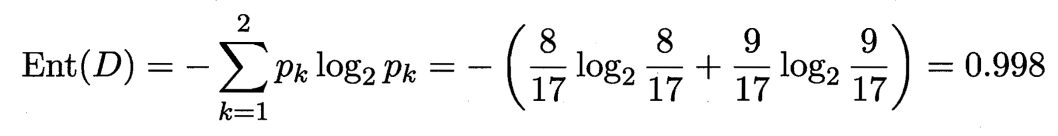 Ent(D) = − ∑_{k=1}^{2} p_k log₂ p_k = − ( 8/17 log₂ 8/17 + 9/17 log₂ 9/17 ) = 0.998